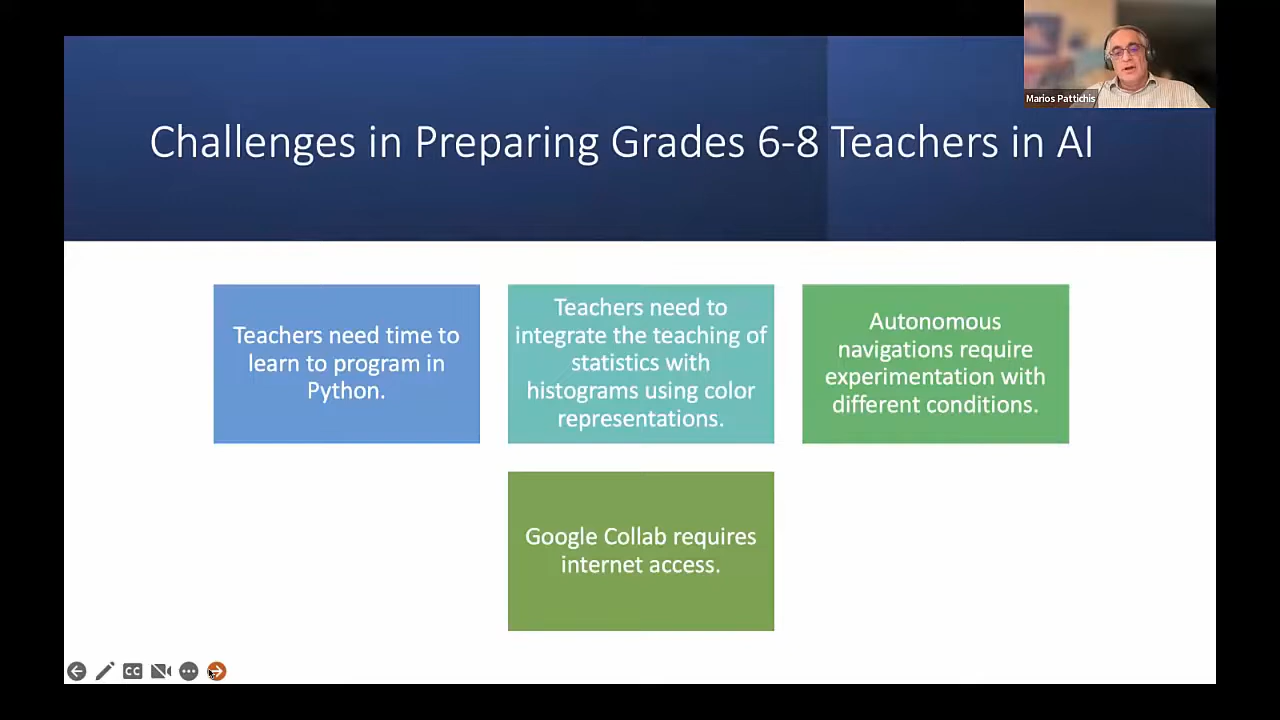 Marios Pattichis
Challenges in Preparing Grades 6-8 Teachers in AI
Teachers need time to
learn to program in
Python.
Teachers need to
integrate the teaching of
statistics with
histograms using color
representations.
Autonomous
navigations require
experimentation with
different conditions.
Google Collab requires
internet access.
CC